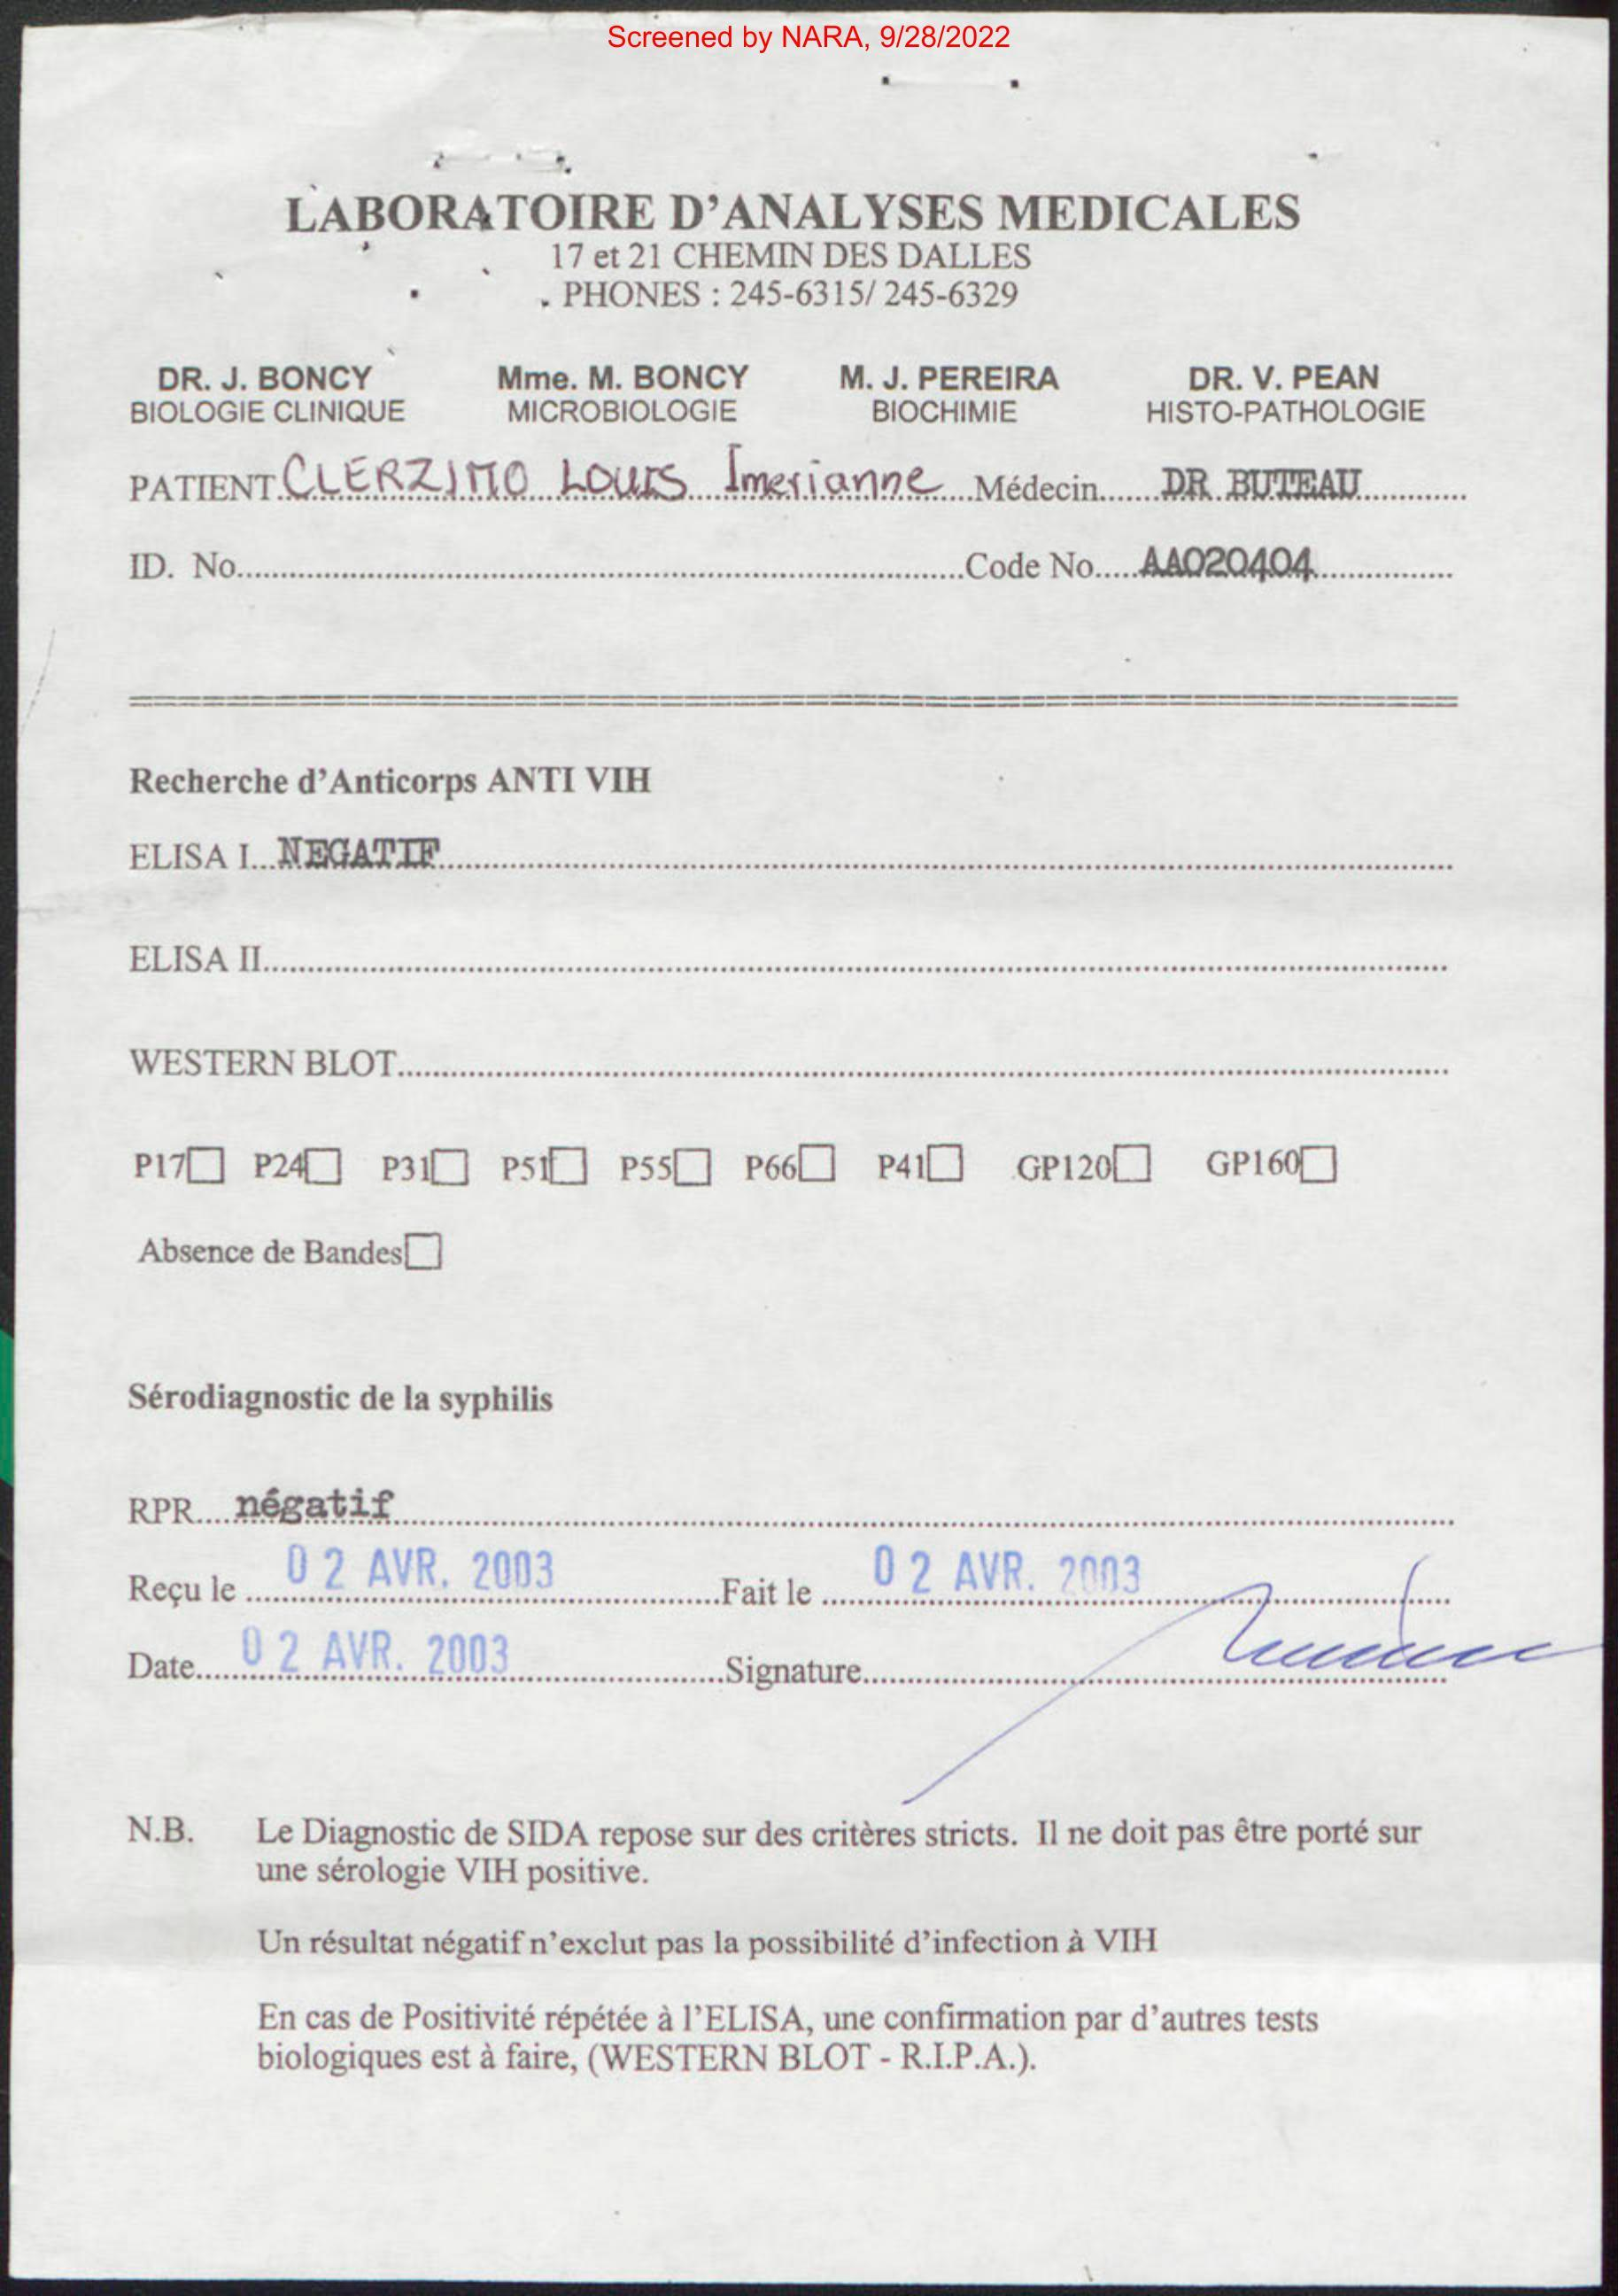 Screened by NARA, 9/28/2022
LABORATOIRE D'ANALYSES MEDICALES
17 et 21 CHEMIN DES DALLES
PHONES : 245-6315/ 245-6329
DR. J. BONCY Mme. M. BONCY M. J. PEREIRA DR. V. PEAN
BIOLOGIE CLINIQUE MICROBIOLOGIE BIOCHIMIE HISTO-PATHOLOGIE
PATIENT CLERZIMO Louis Imerianne Médecin DR BUTEAU
ID. No. Code No. AA020404
Recherche d'Anticorps ANTI VIH
ELISA I NEGATIF
ELISA II
WESTERN BLOT
P17 P24 P31 P51 P55 P66 P41 GP120 GP160
Absence de Bandes
Sérodiagnostic de la syphilis
RPR négatif
Reçu le 02 AVR. 2003 Fait le 02 AVR. 2003
Date 02 AVR. 2003 Signature
N.B. Le Diagnostic de SIDA repose sur des critères stricts. Il ne doit pas être porté sur
une sérologie VIH positive.
Un résultat négatif n'exclut pas la possibilité d'infection à VIH
En cas de Positivité répétée à l'ELISA, une confirmation par d'autres tests
biologiques est à faire, (WESTERN BLOT - R.I.P.A.).